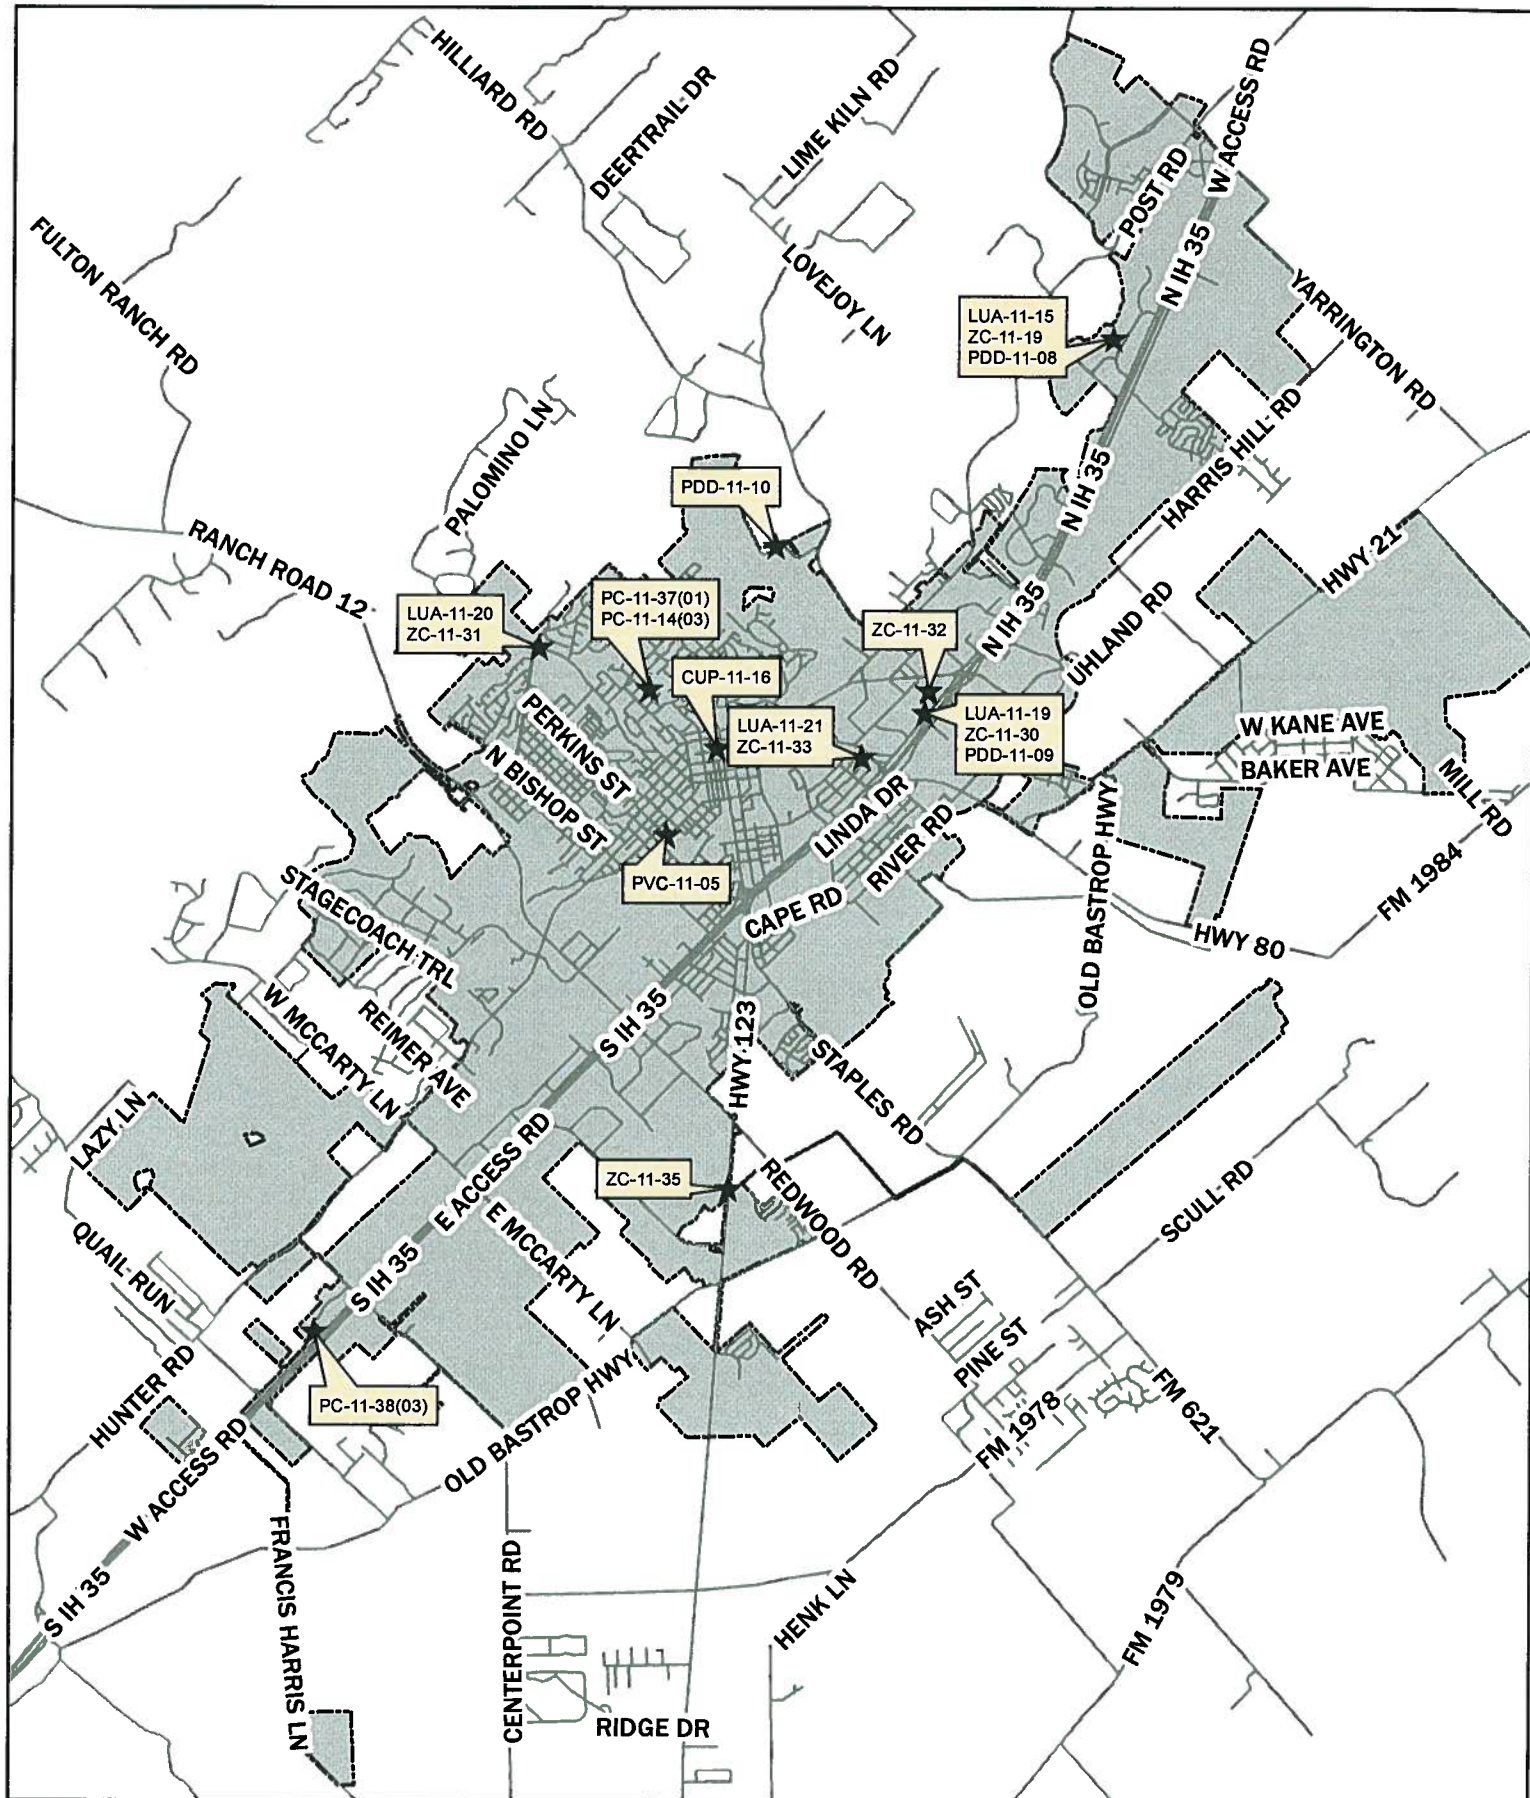 HILLIARD RD
DEERTRAIL DR
LIME KILN RD
W ACCESS RD
POST RD
N IH 35
FULTON RANCH RD
LOVEJOY LN
YARRINGTON RD
LUA-11-15
ZC-11-19
PDD-11-08
PALOMINO LN
HARRIS HILL RD
N IH 35
PDD-11-10
RANCH ROAD 12
HWY 21
LUA-11-20
ZC-11-31
PC-11-37(01)
PC-11-14(03)
ZC-11-32
N IH 35
UHLAND RD
CUP-11-16
LUA-11-21
ZC-11-33
LUA-11-19
ZC-11-30
PDD-11-09
PERKINS ST
N BISHOP ST
W KANE AVE
BAKER AVE
MILL RD
LINDA DR
RIVER RD
CAPE RD
OLD BASTROP HWY
PVC-11-05
FM 1984
HWY 80
STAGECOACH TRL
W MCCARTY LN
REIMER AVE
S IH 35
HWY 123
STAPLES RD
LAZY LN
E ACCESS RD
ZC-11-35
REDWOOD RD
SCULL RD
QUAIL RUN
S IH 35
E MCCARTY LN
ASH ST
PINE ST
HUNTER RD
PC-11-38(03)
OLD BASTROP HWY
FM 1978
FM 621
W ACCESS RD
S IH 35
FRANCIS HARRIS LN
CENTERPOINT RD
HENK LN
FM 1979
RIDGE DR